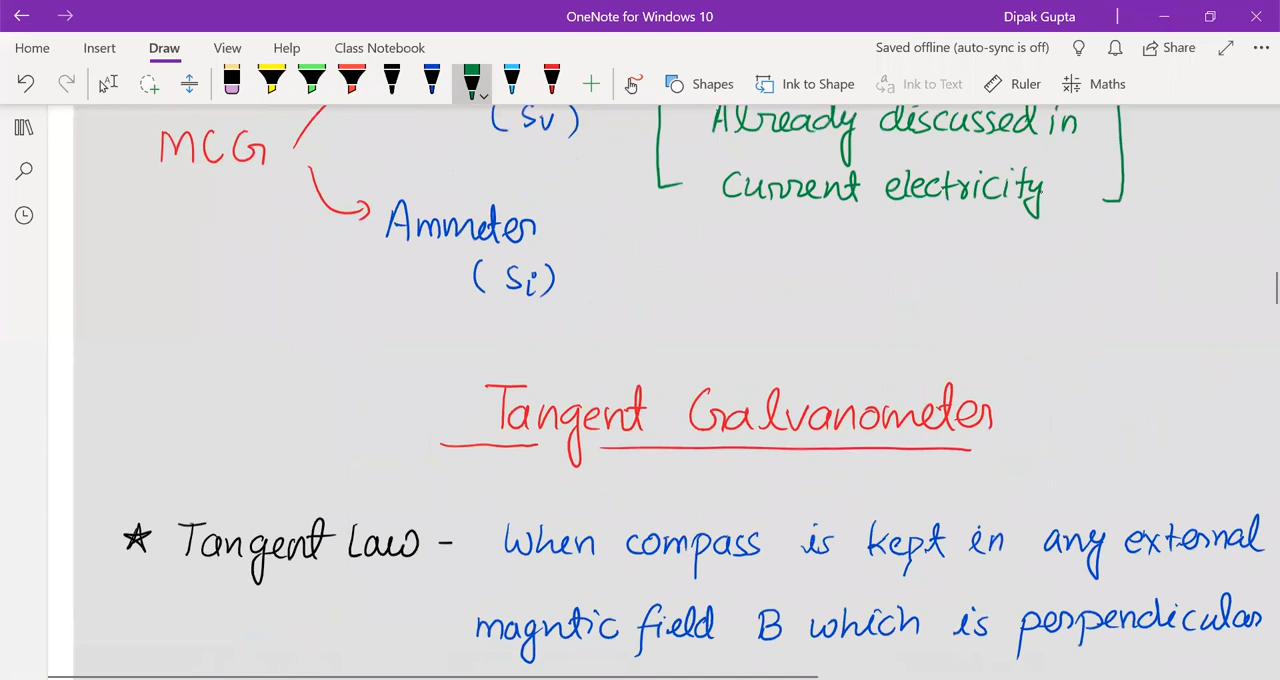 OneNote for Windows 10
Dipak Gupta
Home Insert Draw View Help Class Notebook
Saved offline (auto-sync is off)
Share
Shapes
Ink to Shape
Ink to Text
Ruler
Maths
(Sv)
Already discussed in
MCG
Current electricity
Ammeter
(Si)
Tangent Galvanometer
★ Tangent Law - When compass is kept in any external
magntic field B which is perpendicular